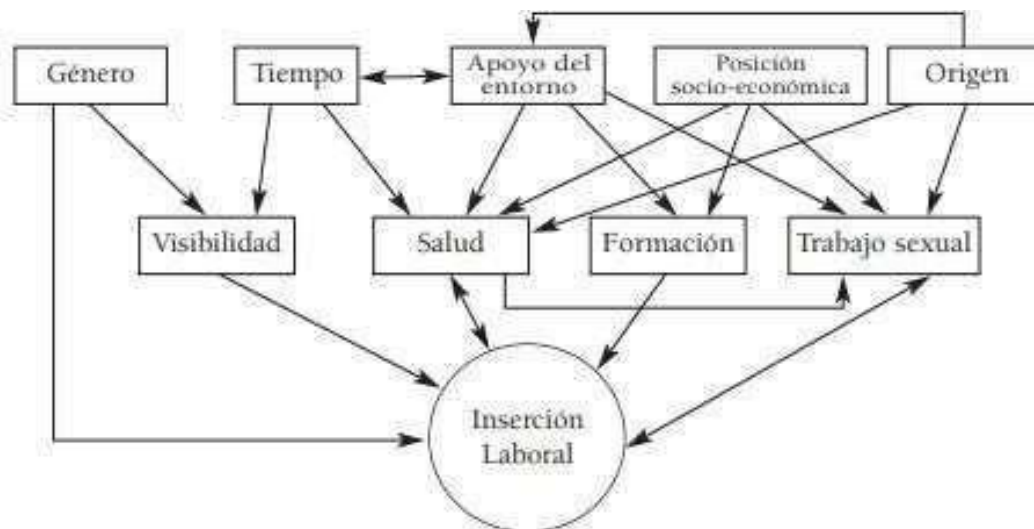 Género
Tiempo
Apoyo del
entorno
Posición
socio-económica
Origen
Visibilidad
Salud
Formación
Trabajo sexual
Inserción
Laboral